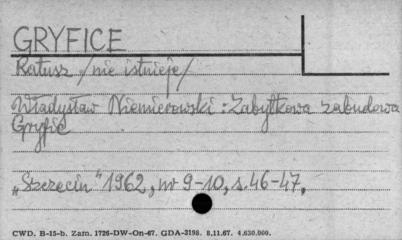 GRYFICE
Ratusz /nie istnieje/
Władysław Niemierowski: Zabytkowa zabudowa
Gryfic
„Szczecin" 1962, nr 9-10, s.46-47.
CWD. B-15-b. Zam. 1726-DW-On-67. GDA-2198. 8.11.67. 4.630.000.